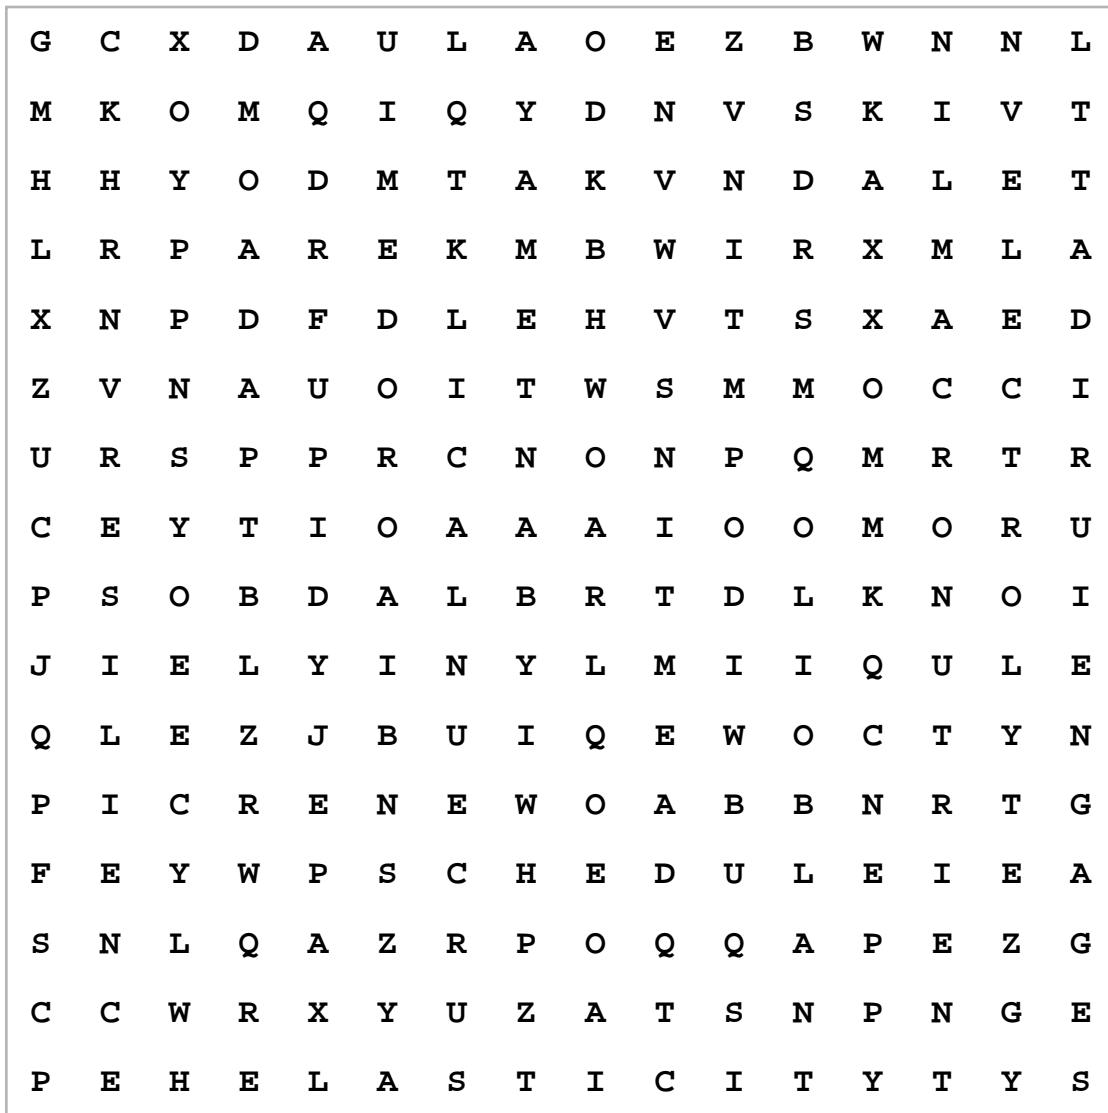 G C X D A U L A O E Z B W N N L
M K O M Q I Q Y D N V S K I V T
H H Y O D M T A K V N D A L E T
L R P A R E K M B W I R X M L A
X N P D F D L E H V T S X A E D
Z V N A U O I T W S M M O C C I
U R S P P R C N O N P Q M R T R
C E Y T I O A A A I O O M O R U
P S O B D A L B R T D L K N O I
J I E L Y I N Y L M I I Q U L E
Q L E Z J B U I Q E W O C T Y N
P I C R E N E W O A B B N R T G
F E Y W P S C H E D U L E I E A
S N L Q A Z R P O Q Q A P E Z G
C C W R X Y U Z A T S N P N G E
P E H E L A S T I C I T Y T Y S